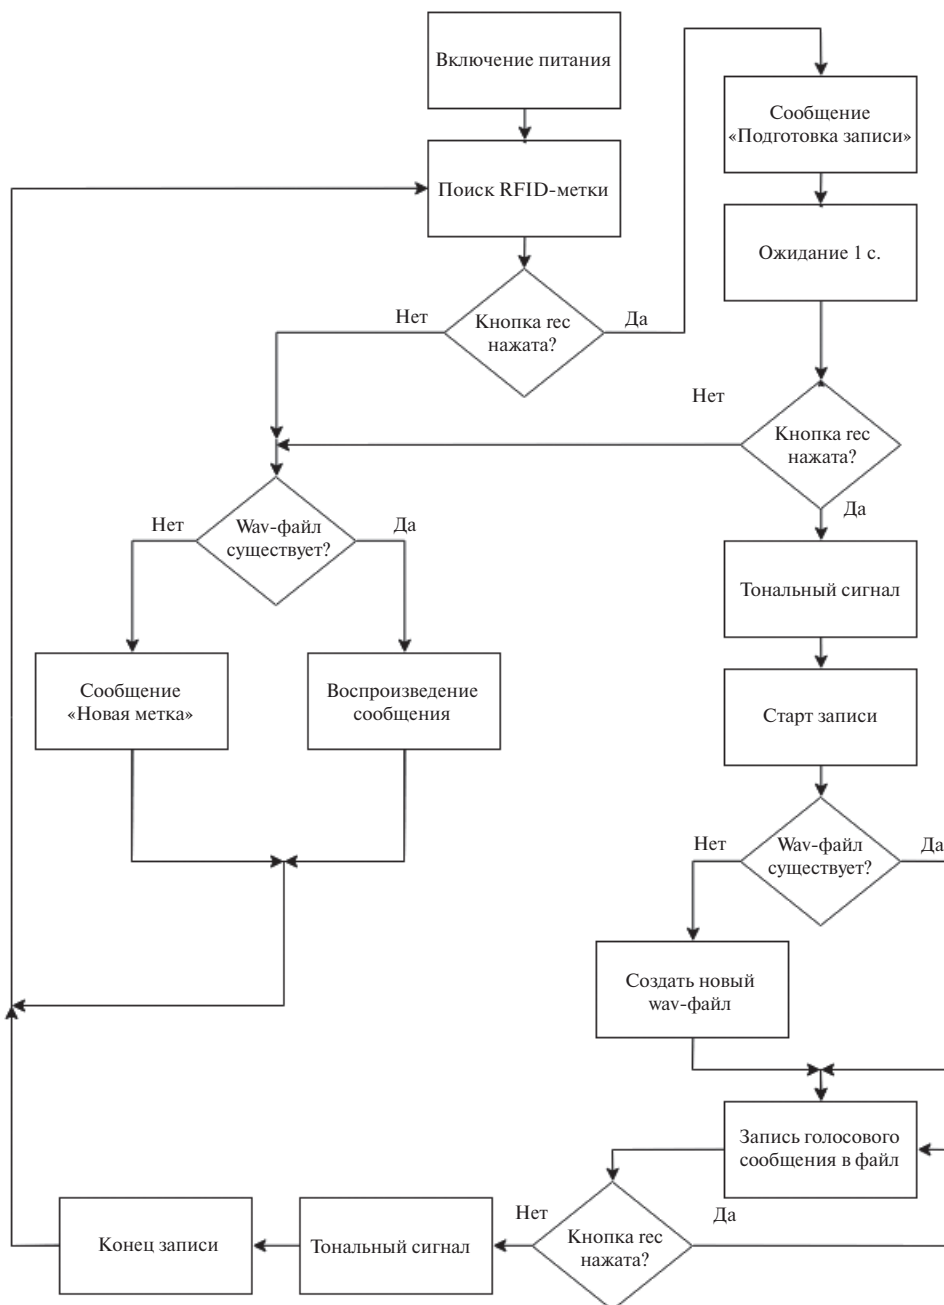 Включение питания
Сообщение
«Подготовка записи»
Поиск RFID-метки
Ожидание 1 с.
Нет
Кнопка rec
нажата?
Да
Нет
Кнопка rec
нажата?
Да
Нет
Wav-файл
существует?
Да
Тональный сигнал
Сообщение
«Новая метка»
Воспроизведение
сообщения
Старт записи
Нет
Wav-файл
существует?
Да
Создать новый
wav-файл
Запись голосового
сообщения в файл
Нет
Кнопка rec
нажата?
Да
Тональный сигнал
Конец записи